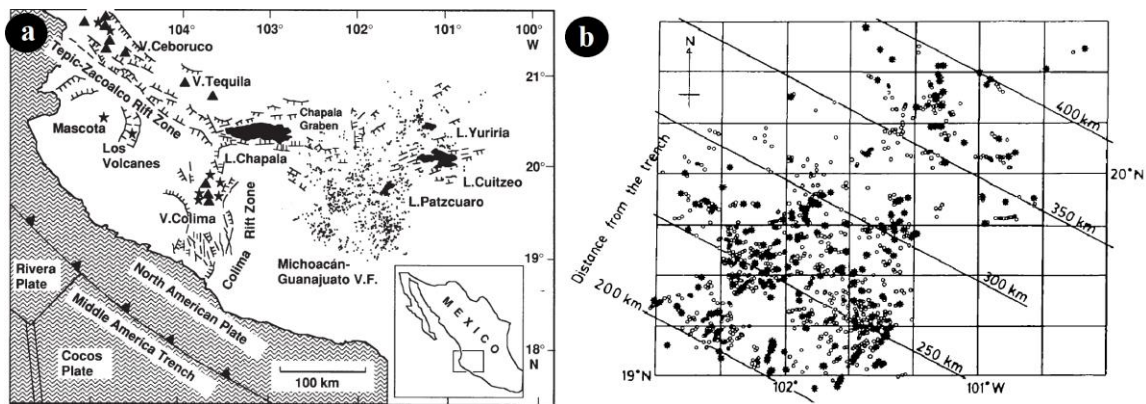 a
104° 103° 102° 101° 100°
W
V.Ceboruco
Tepic-Zacoalco Rift Zone
V.Tequila
21°
Chapala
Graben
Mascota
Los
Volcanes
L.Yuriria
L.Chapala
20°
L.Cuitzeo
L.Patzcuaro
V.Colima
Colima Rift Zone
19°
Michoacán-
Guanajuato V.F.
Rivera
Plate
North American Plate
Middle America Trench
MEXICO
Cocos
Plate
100 km
18°
N
b
N
400 km
20°N
350 km
Distance from the trench
300 km
200 km
250 km
19°N
102° 101°W